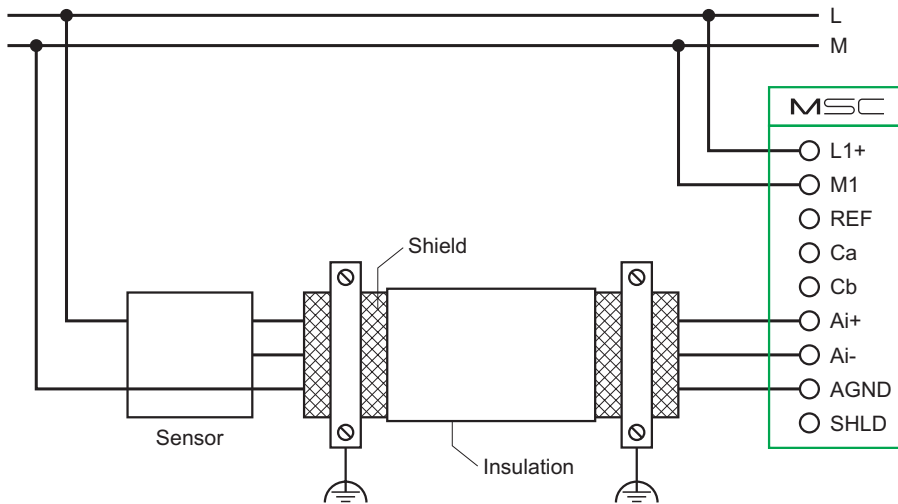 L
M
MSC
L1+
M1
REF
Ca
Cb
Shield
Ai+
Ai-
AGND
SHLD
Sensor
Insulation